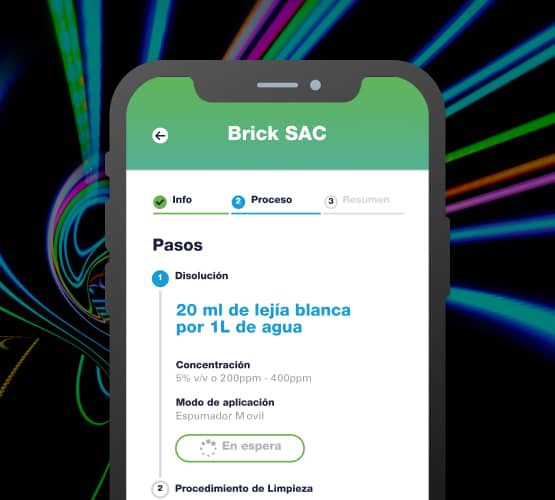 Brick SAC
Info 2 Proceso 3 Resumen
Pasos
1 Disolución
20 ml de lejía blanca
por 1L de agua
Concentración
5% v/v o 200ppm - 400ppm
Modo de aplicación
Espumador Movil
En espera
2 Procedimiento de Limpieza